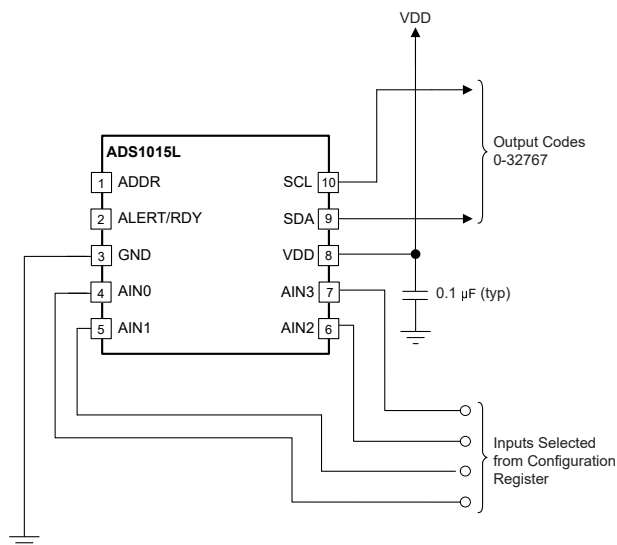 VDD
Output Codes
0-32767
ADS1015L
1 ADDR
SCL 10
2 ALERT/RDY
SDA 9
3 GND
VDD 8
4 AIN0
AIN3 7
0.1 µF (typ)
5 AIN1
AIN2 6
Inputs Selected
from Configuration
Register